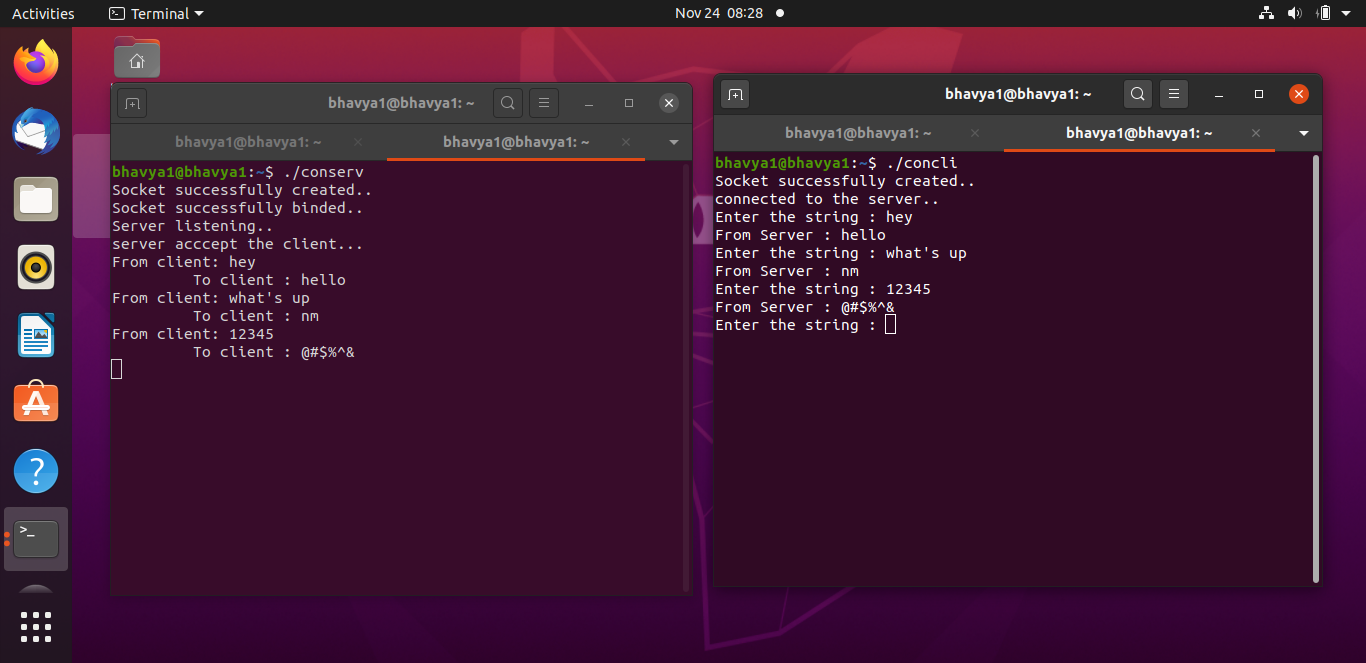 Activities
Terminal
Nov 24 08:28
bhavya1@bhavya1: ~
bhavya1@bhavya1: ~
bhavya1@bhavya1: ~
bhavya1@bhavya1:~$ ./conserv
Socket successfully created..
Socket successfully binded..
Server listening..
server acccept the client...
From client: hey
To client : hello
From client: what's up
To client : nm
From client: 12345
To client : @#$%^&
bhavya1@bhavya1: ~
bhavya1@bhavya1: ~
bhavya1@bhavya1: ~
bhavya1@bhavya1:~$ ./concli
Socket successfully created..
connected to the server..
Enter the string : hey
From Server : hello
Enter the string : what's up
From Server : nm
Enter the string : 12345
From Server : @#$%^&
Enter the string :